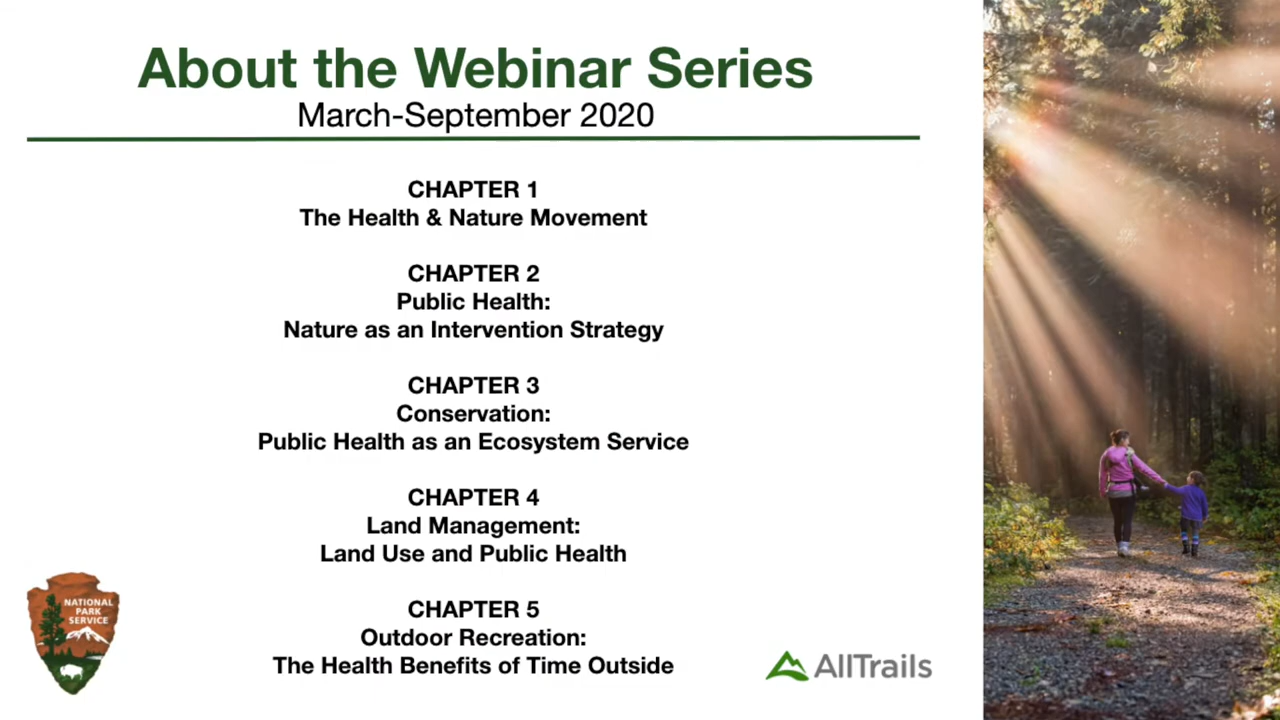 About the Webinar Series
March-September 2020
CHAPTER 1
The Health & Nature Movement
CHAPTER 2
Public Health:
Nature as an Intervention Strategy
CHAPTER 3
Conservation:
Public Health as an Ecosystem Service
CHAPTER 4
Land Management:
Land Use and Public Health
CHAPTER 5
Outdoor Recreation:
The Health Benefits of Time Outside
NATIONAL
PARK
SERVICE
AllTrails